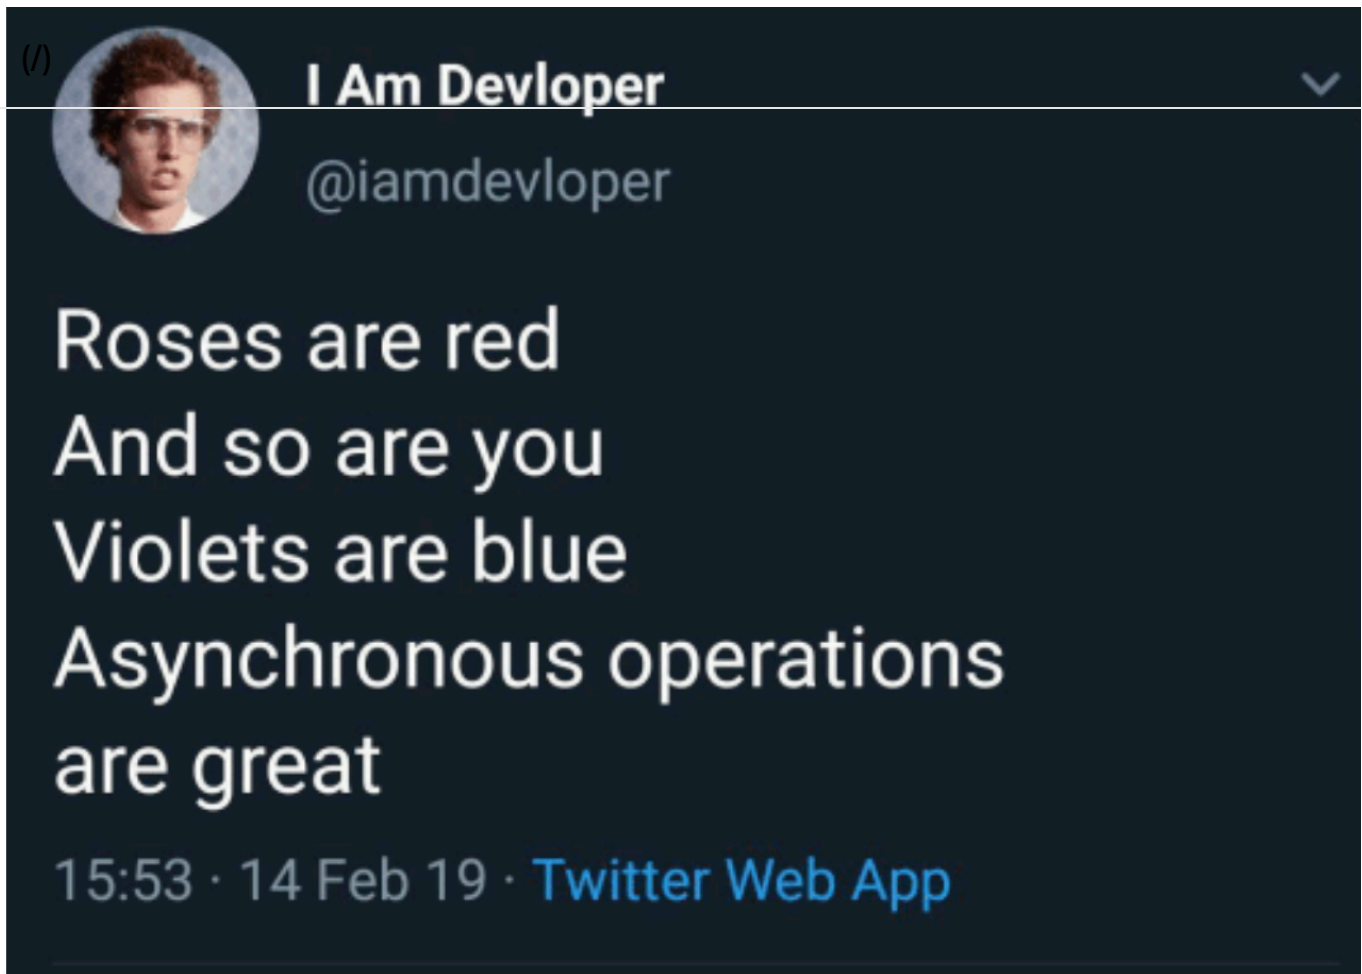 (/)
I Am Devloper
@iamdevloper
Roses are red
And so are you
Violets are blue
Asynchronous operations
are great
15:53 · 14 Feb 19 · Twitter Web App